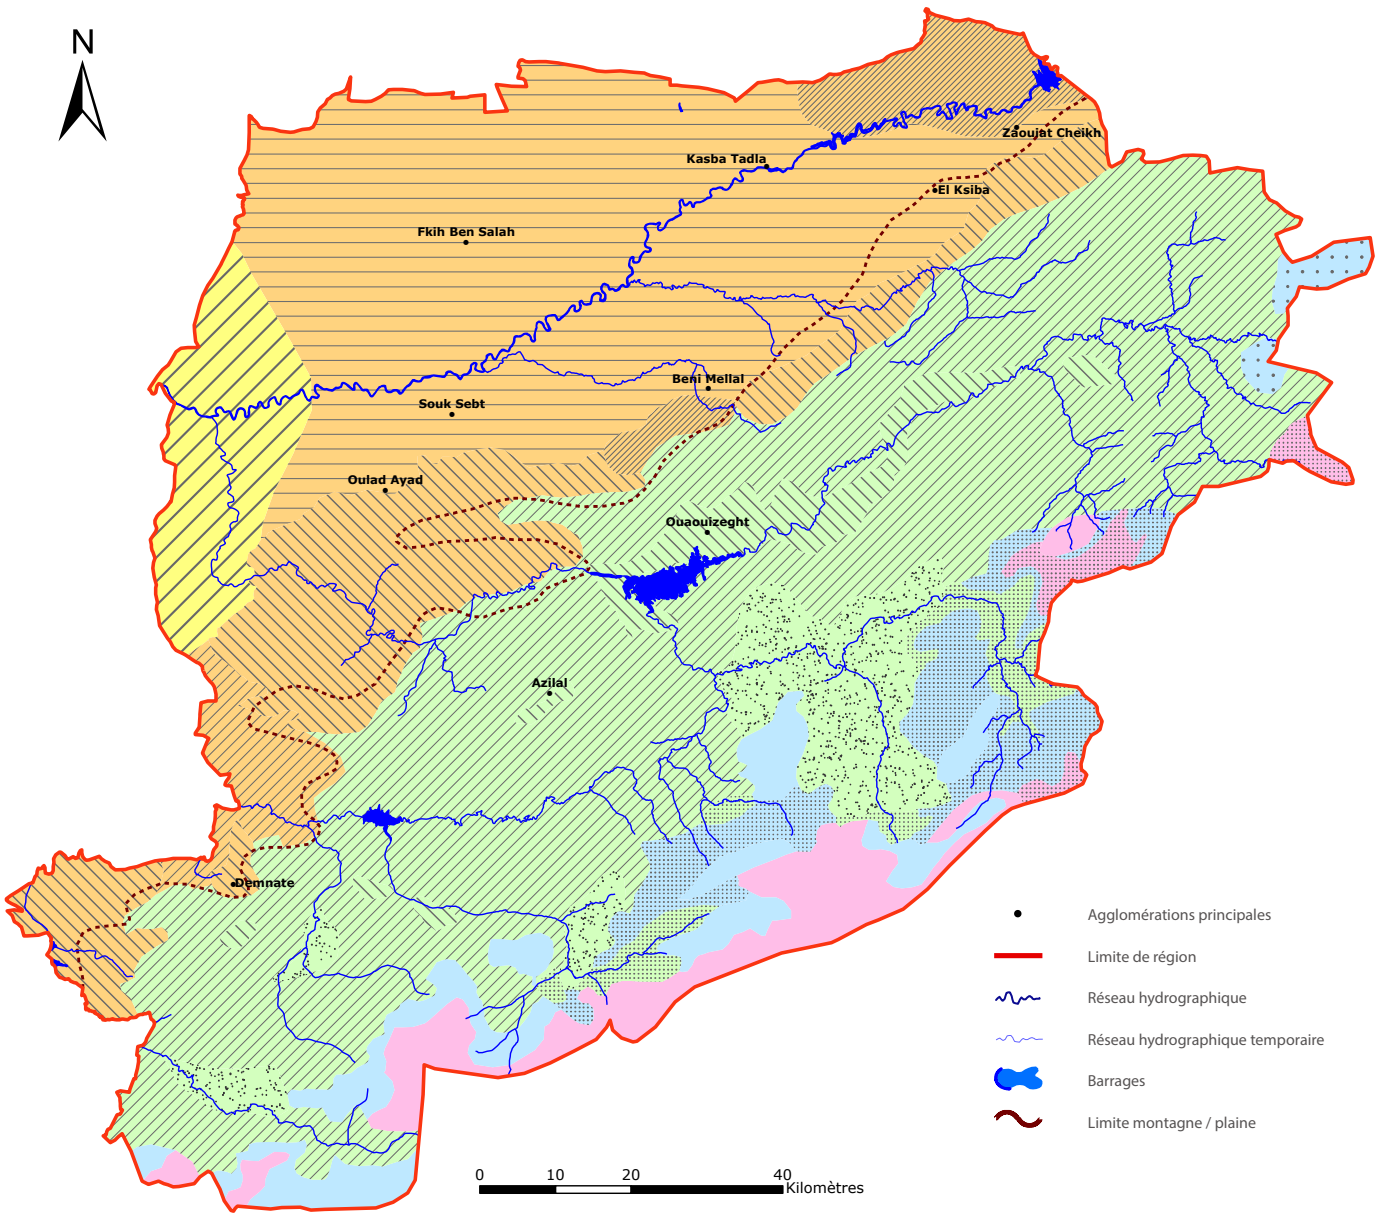 N
Zaoujat Cheikh
Kasba Tadla
El Ksiba
Fkih Ben Salah
Beni Mellal
Souk Sebt
Oulad Ayad
Ouaouizeght
Azilal
Demnate
Agglomérations principales
Limite de région
Réseau hydrographique
Réseau hydrographique temporaire
Barrages
Limite montagne / plaine
0 10 20 40
Kilomètres